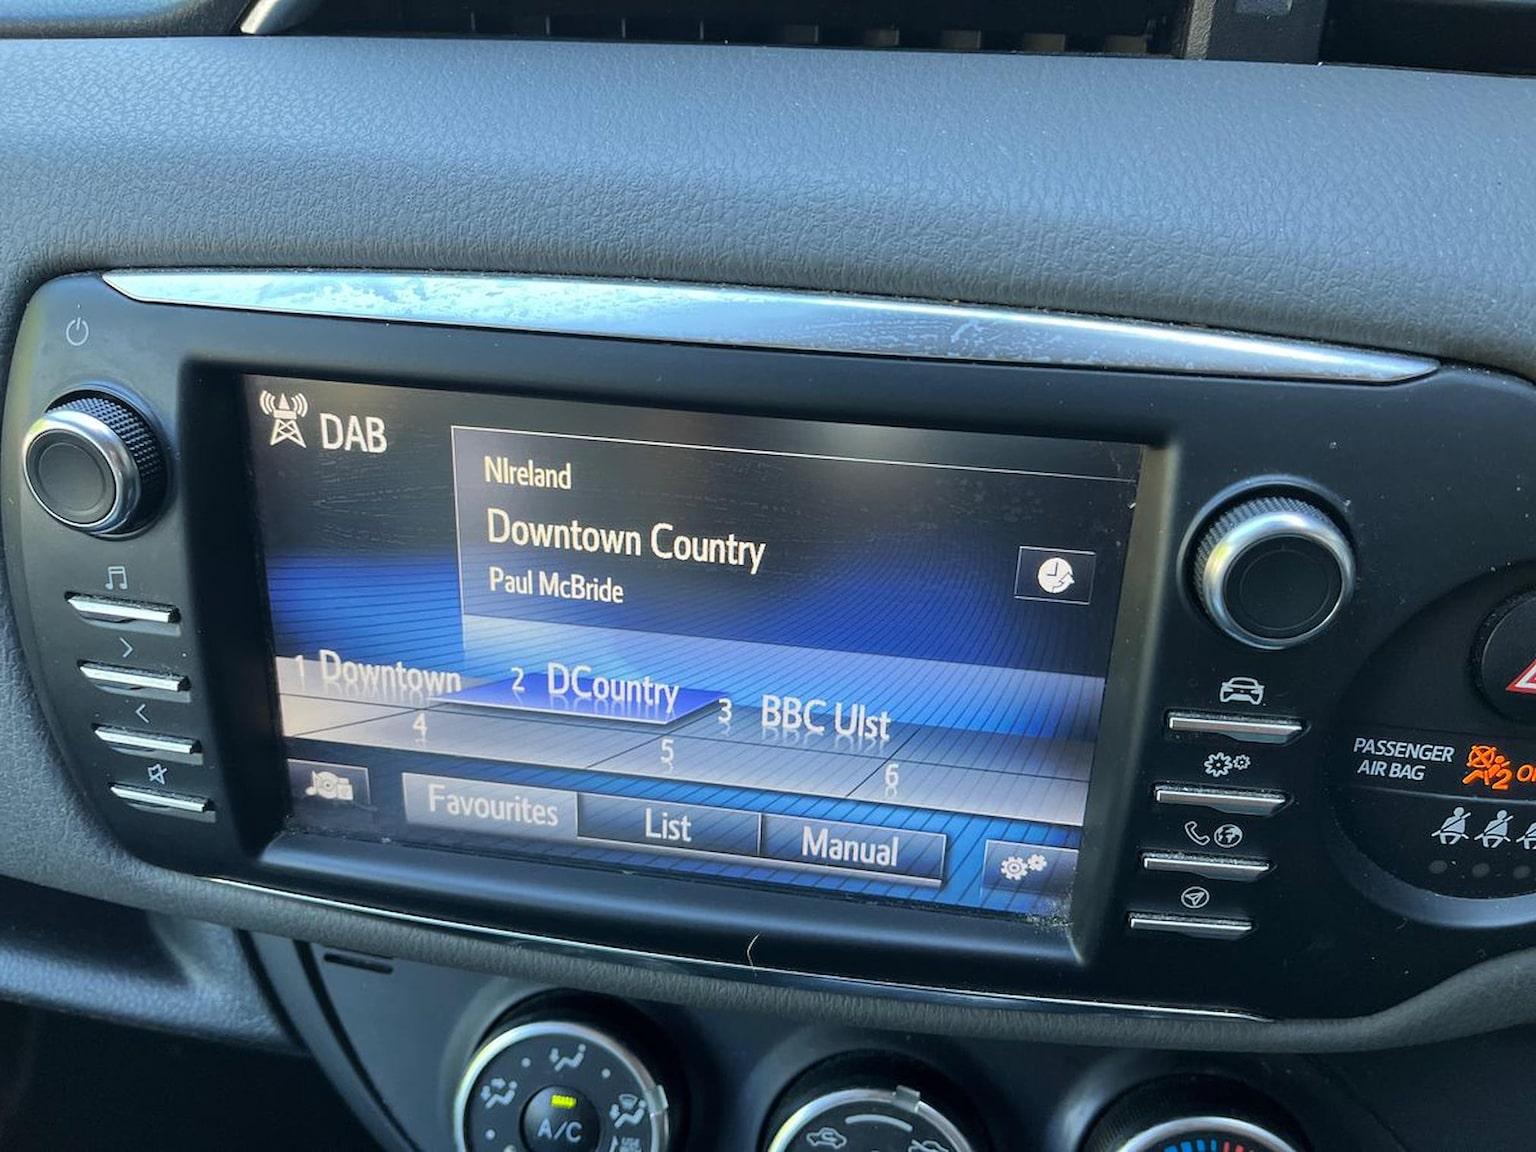 DAB
NIreland
Downtown Country
Paul McBride
1 Downtown
2 DCountry
3 BBC Ulst
4
5
6
Favourites
List
Manual
PASSENGER
AIR BAG
2
A/C